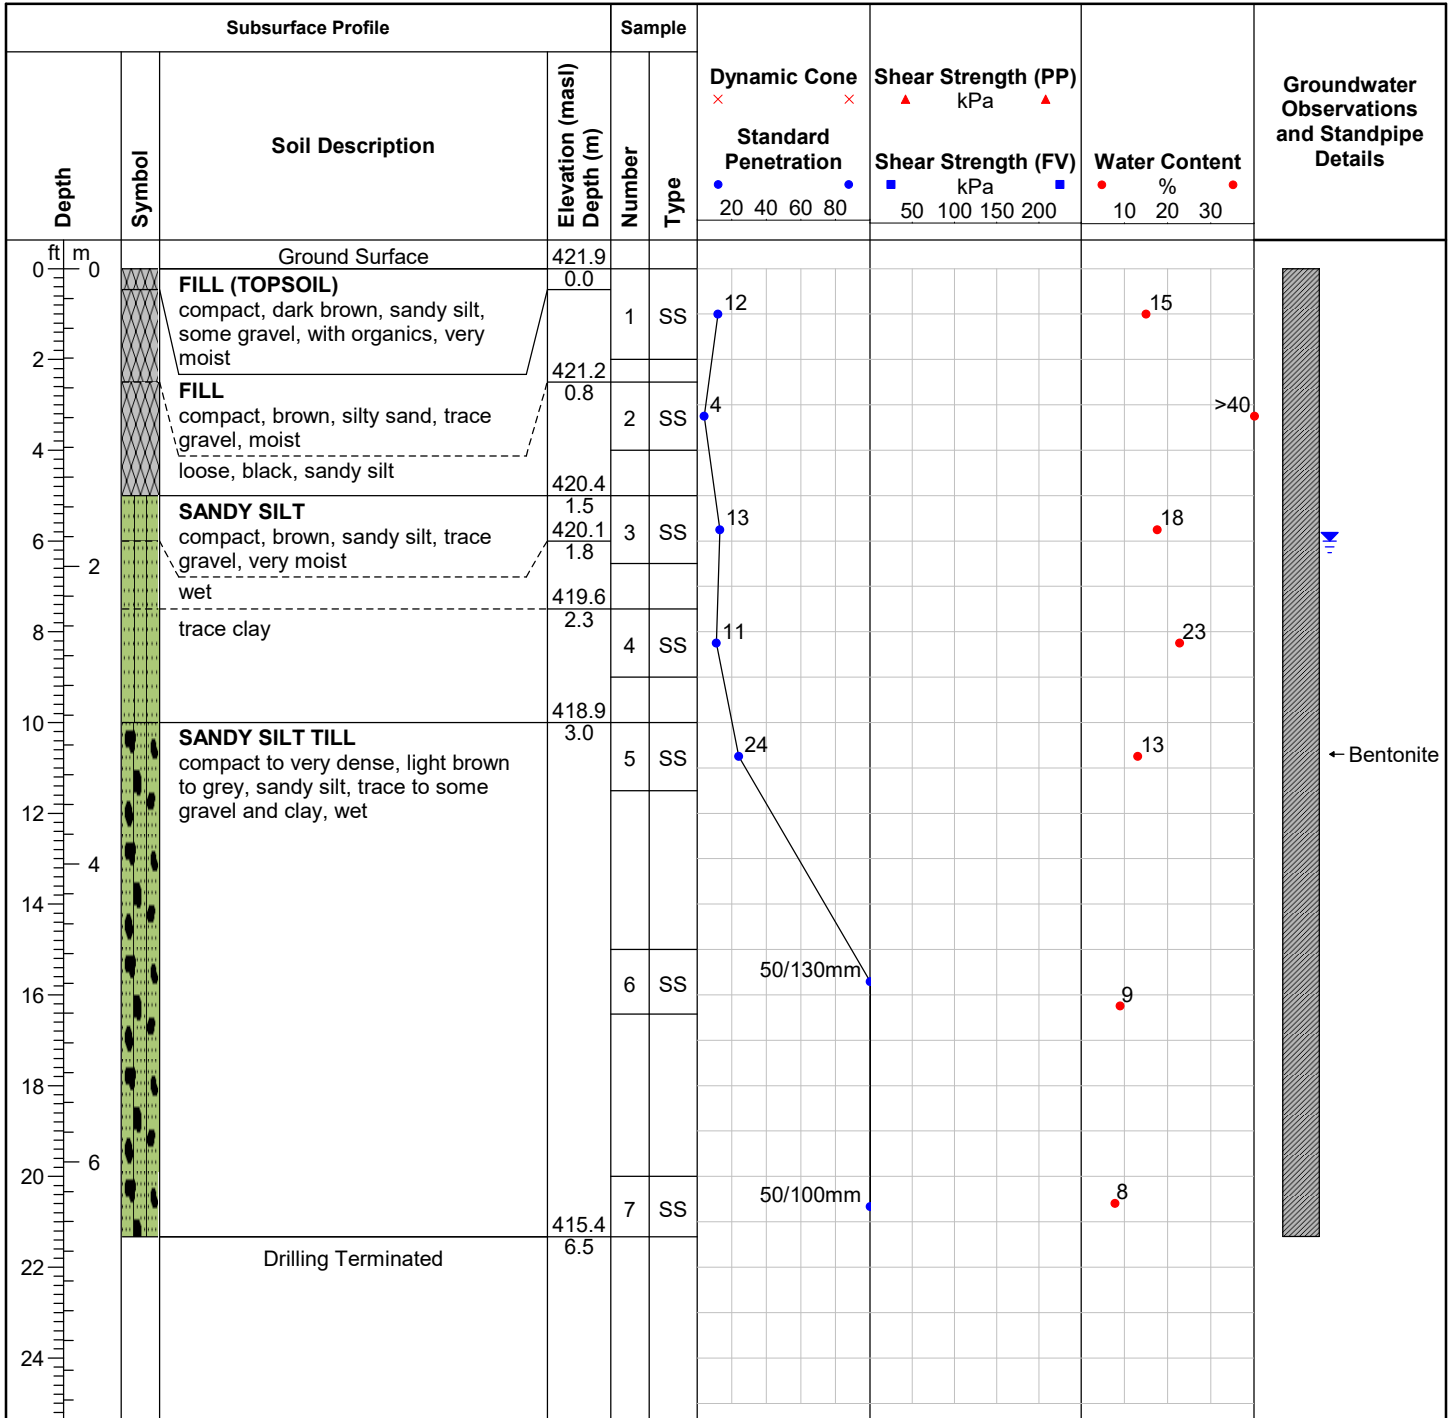 Subsurface Profile
Sample
Depth
Symbol
Soil Description
Elevation (masl)
Depth (m)
Number
Type
Dynamic Cone
Standard
Penetration
20 40 60 80
Shear Strength (PP)
kPa
Shear Strength (FV)
kPa
50 100 150 200
Water Content
%
10 20 30
Groundwater
Observations
and Standpipe
Details
ft m
Ground Surface
421.9
0 0
0.0
FILL (TOPSOIL)
compact, dark brown, sandy silt,
some gravel, with organics, very
moist
1 SS
12
15
2
421.2
0.8
FILL
compact, brown, silty sand, trace
gravel, moist
2 SS
4
>40
4
loose, black, sandy silt
420.4
1.5
SANDY SILT
compact, brown, sandy silt, trace
gravel, very moist
420.1
1.8
3 SS
13
18
6
2
wet
419.6
2.3
trace clay
8
4 SS
11
23
418.9
10
3.0
SANDY SILT TILL
compact to very dense, light brown
to grey, sandy silt, trace to some
gravel and clay, wet
5 SS
24
13
Bentonite
12
4
14
50/130mm
6 SS
16
9
18
6
20
50/100mm
7 SS
8
415.4
6.5
Drilling Terminated
22
24